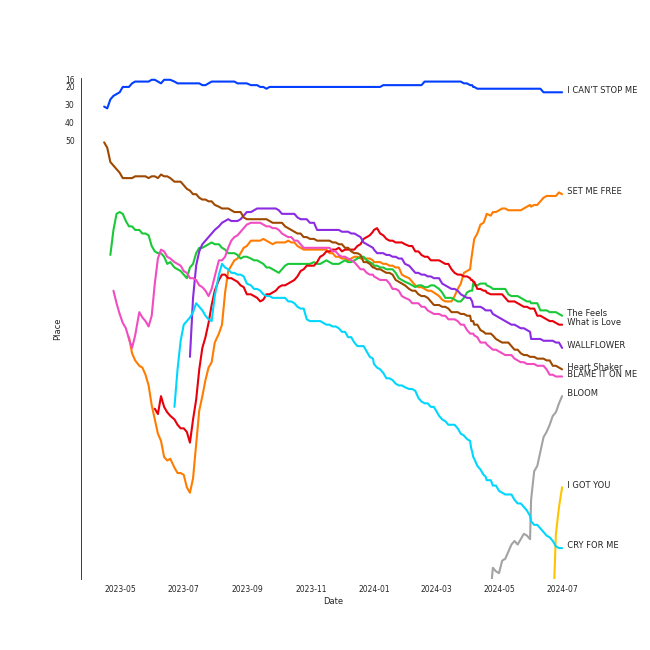 16
20
30
40
50
Place
I CAN'T STOP ME
SET ME FREE
The Feels
What is Love
WALLFLOWER
Heart Shaker
BLAME IT ON ME
BLOOM
I GOT YOU
CRY FOR ME
2023-05 2023-07 2023-09 2023-11 2024-01 2024-03 2024-05 2024-07
Date